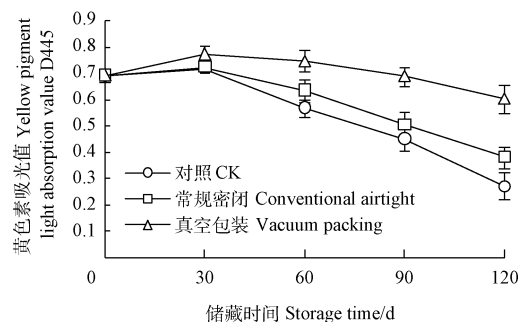 黄色素吸光值 Yellow pigment
light absorption value D445
0.9
0.8
0.7
0.6
0.5
0.4
0.3
0.2
0.1
对照 CK
常规密闭 Conventional airtight
真空包装 Vacuum packing
0 30 60 90 120
储藏时间 Storage time/d